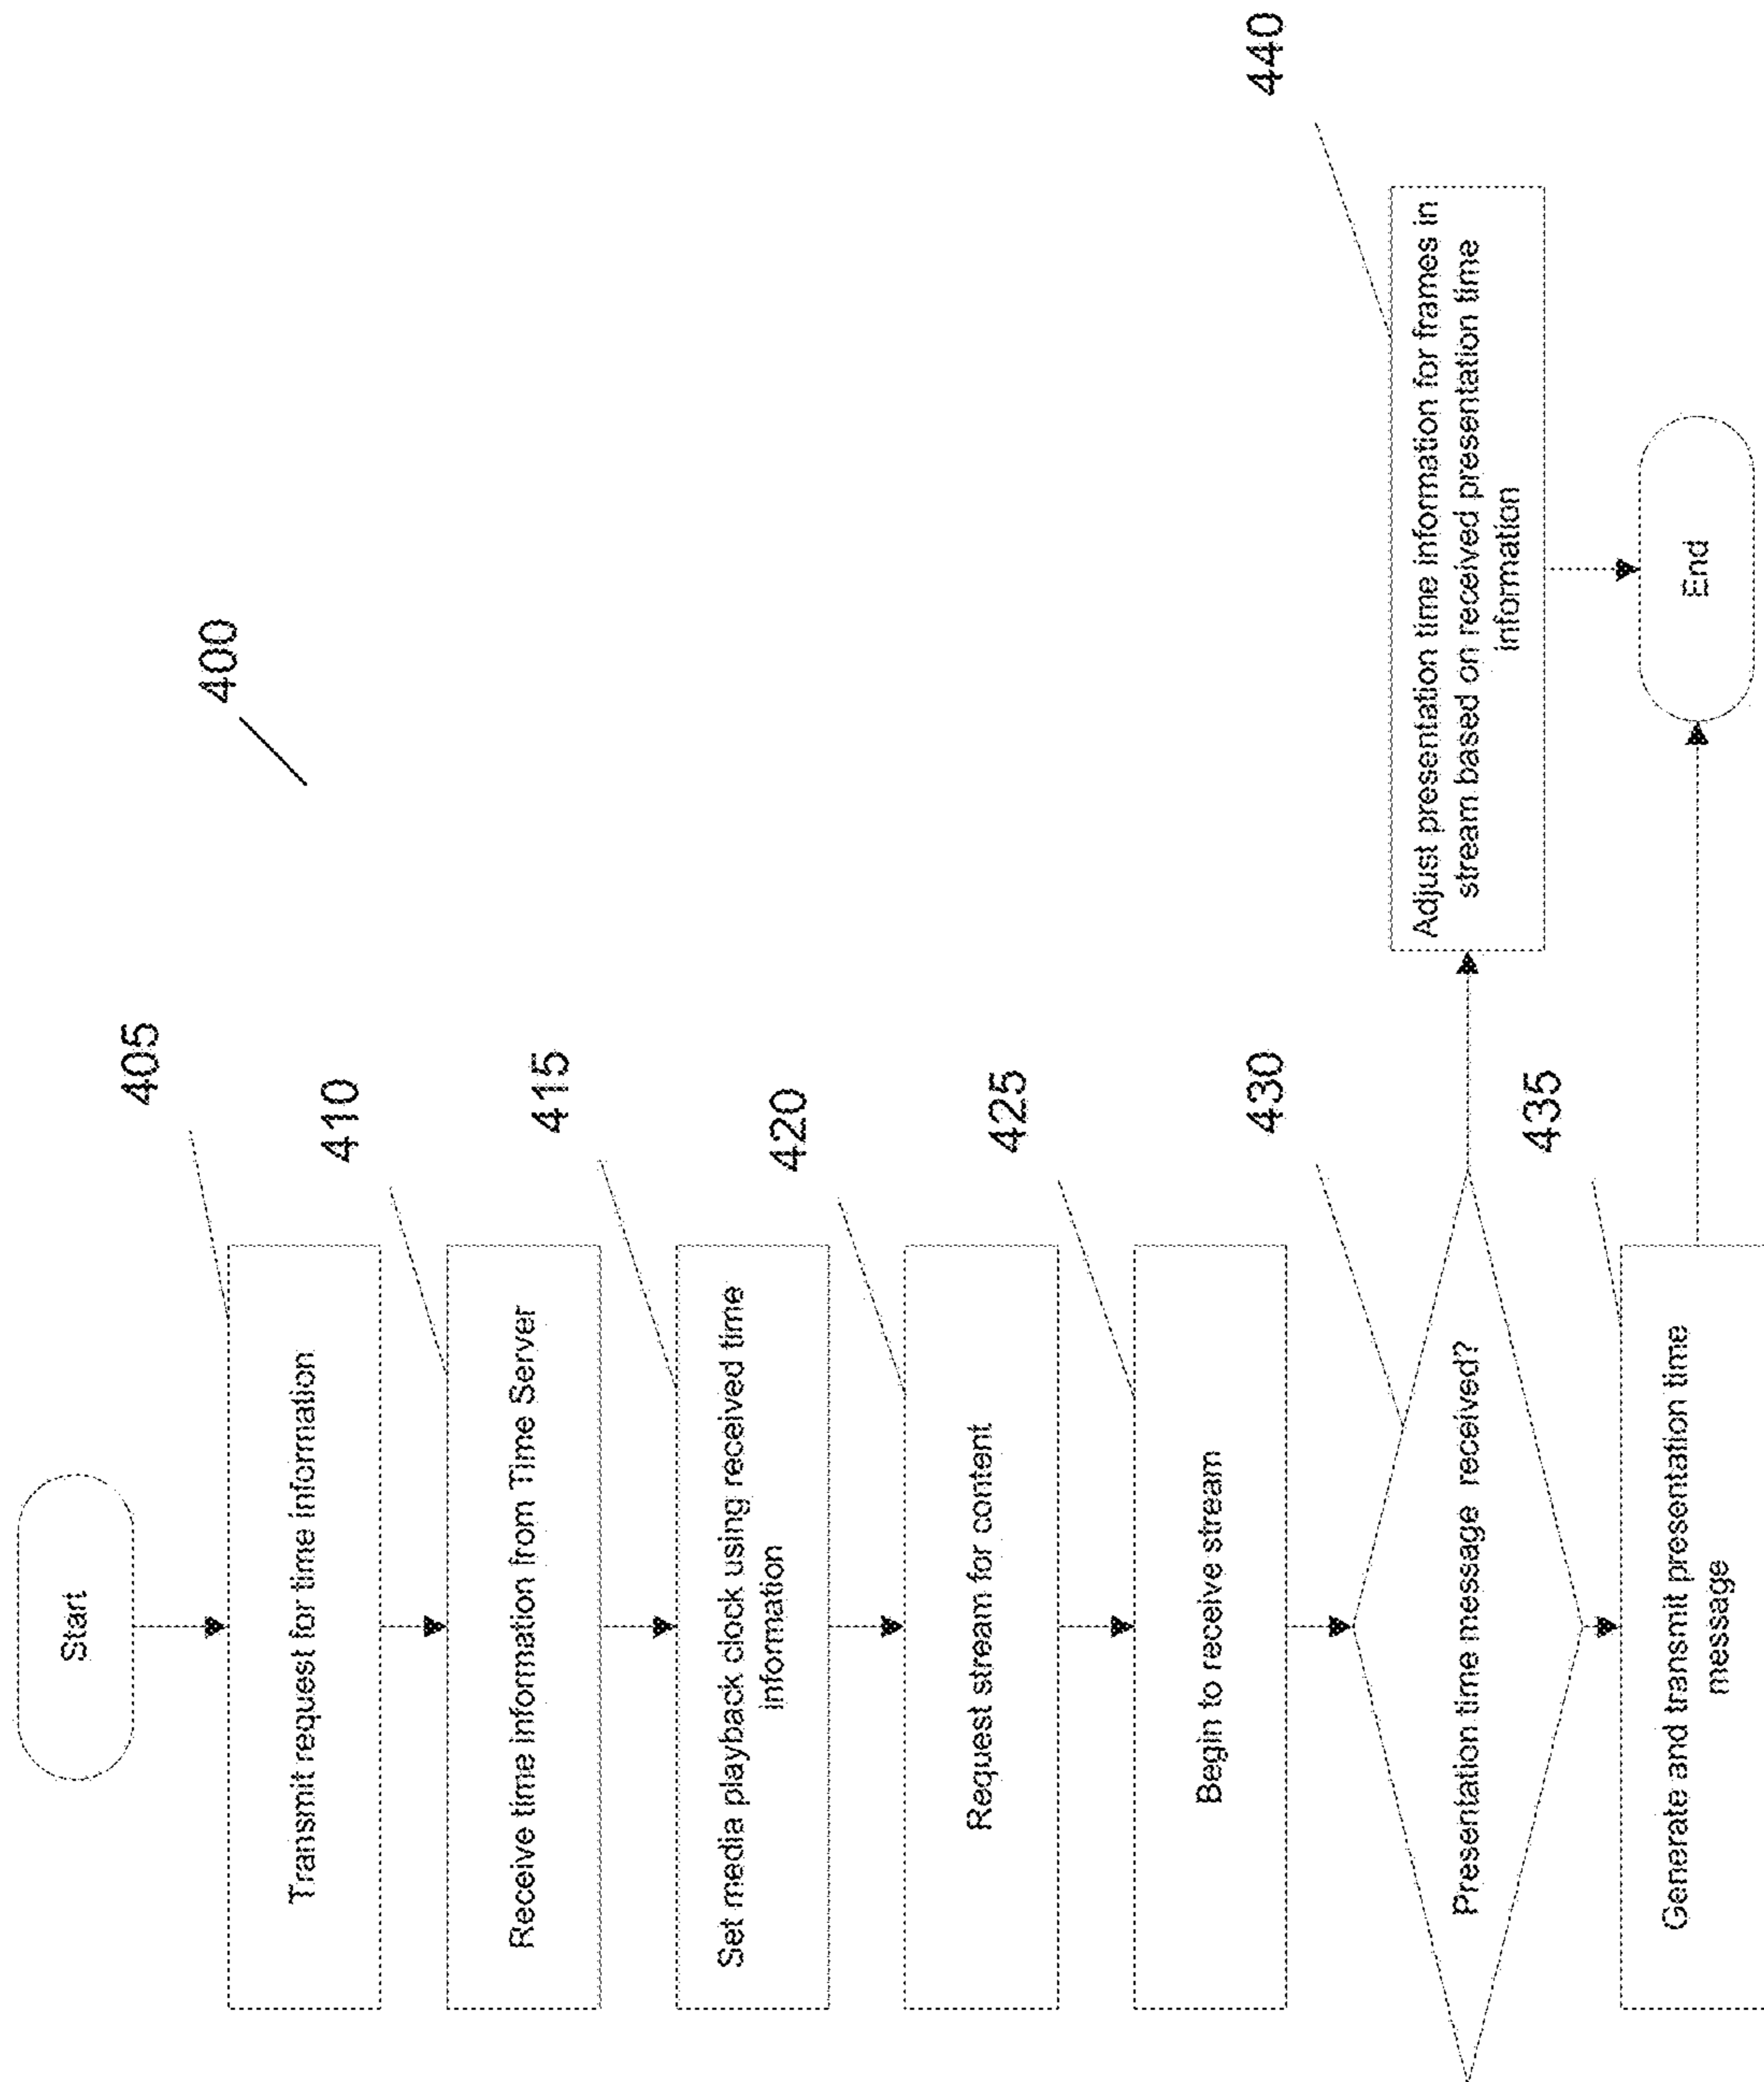 400
Start
405
Transmit request for time information
410
Receive time information from Time Server
415
Set media playback clock using received time
information
420
Request stream for content
425
Begin to receive stream
430
Presentation time message received?
440
Adjust presentation time information for frames in
stream based on received presentation time
information
435
Generate and transmit presentation time
message
End